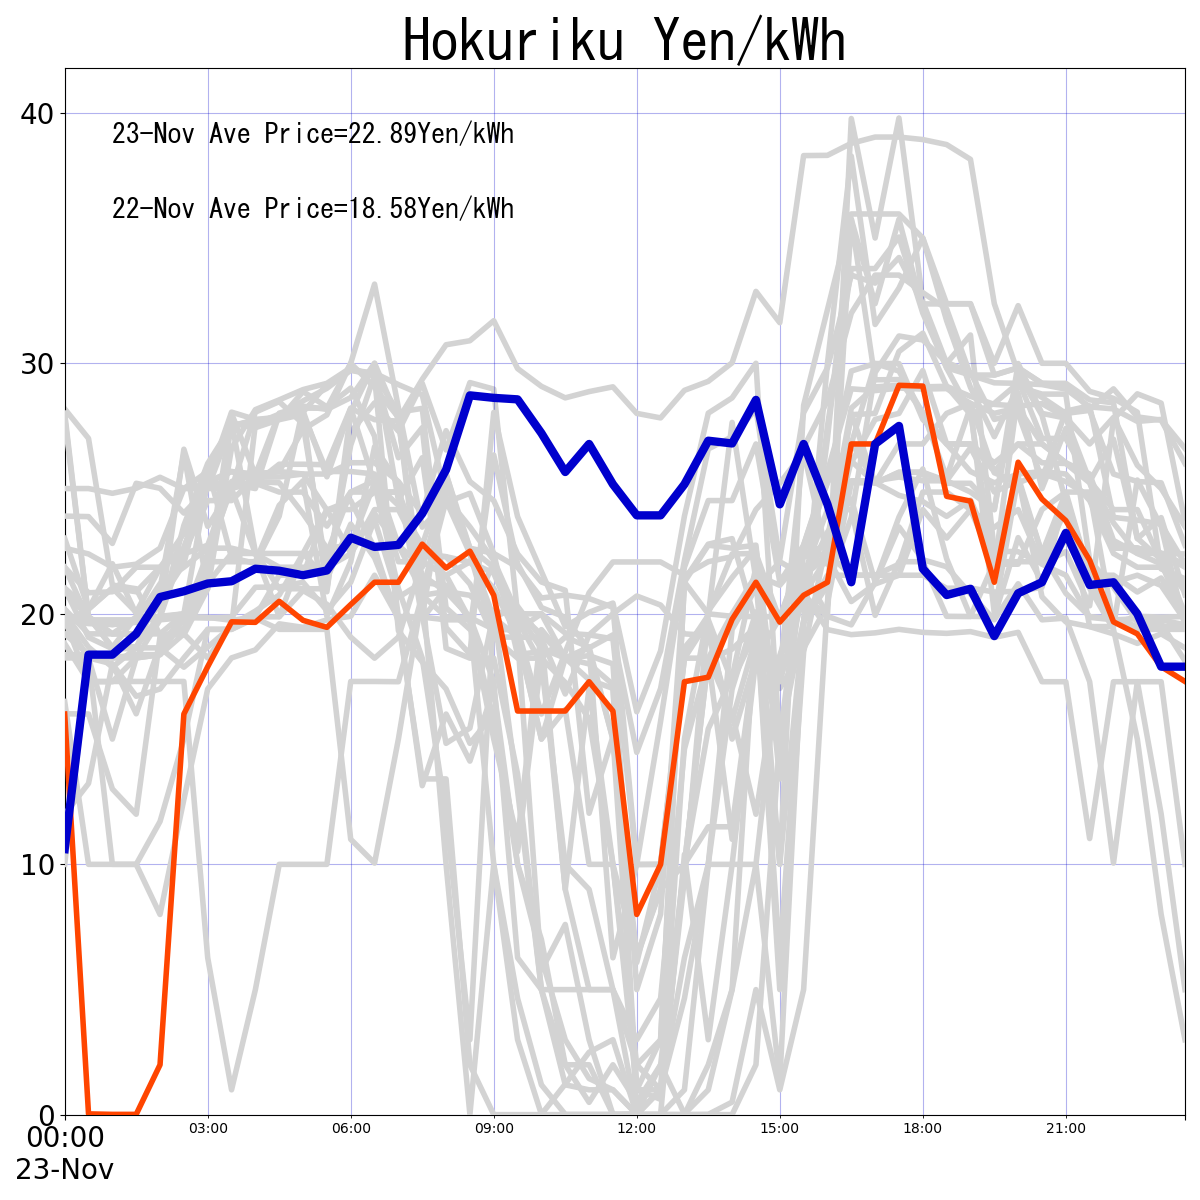 Hokuriku Yen/kWh
40
23-Nov Ave Price=22.89Yen/kWh
22-Nov Ave Price=18.58Yen/kWh
30
20
10
0
00:00 03:00 06:00 09:00 12:00 15:00 18:00 21:00
23-Nov